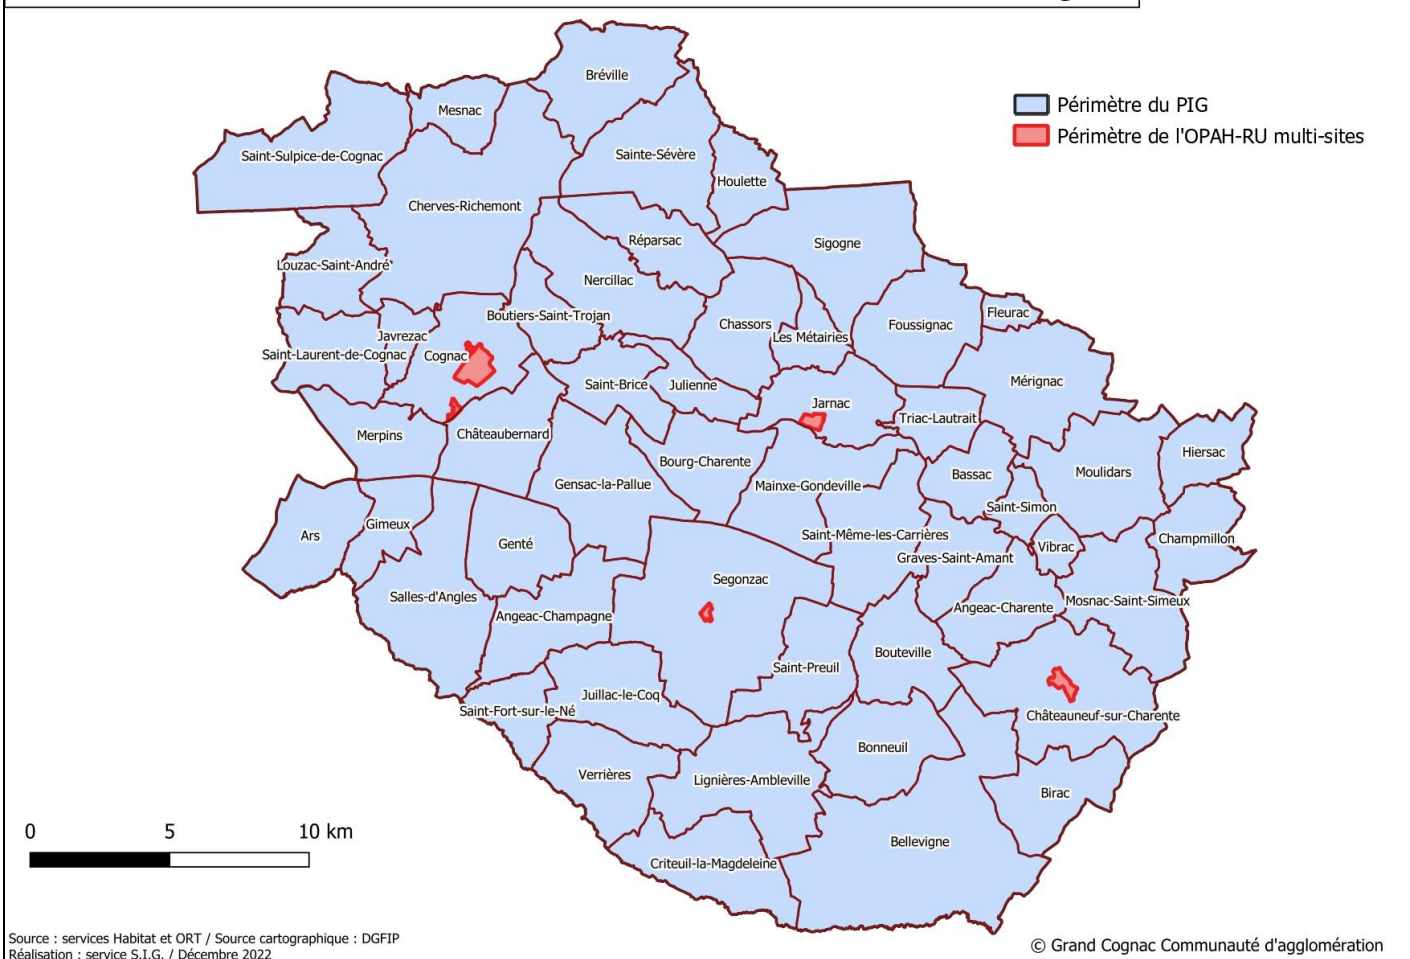 Bréville
Périmètre du PIG
Mesnac
Périmètre de l'OPAH-RU multi-sites
Saint-Sulpice-de-Cognac
Sainte-Sévère
Houlette
Cherves-Richemont
Réparsac
Sigogne
Louzac-Saint-André
Nercillac
Boutiers-Saint-Trojan
Fleurac
Chassors
Foussignac
Javrezac
Les Métairies
Saint-Laurent-de-Cognac
Cognac
Saint-Brice
Julienne
Mérignac
Jarnac
Triac-Lautrait
Merpins
Châteaubernard
Hiersac
Bourg-Charente
Moulidars
Bassac
Gensac-la-Pallue
Mainxe-Gondeville
Saint-Simon
Gimeux
Ars
Saint-Même-les-Carrières
Champmillon
Genté
Vibrac
Graves-Saint-Amant
Segonzac
Salles-d'Angles
Mosnac-Saint-Simeux
Angeac-Charente
Angeac-Champagne
Bouteville
Saint-Preuil
Juillac-le-Coq
Saint-Fort-sur-le-Né
Châteauneuf-sur-Charente
Bonneuil
Verrières
Lignières-Ambleville
Birac
0 5 10 km
Bellevigne
Criteuil-la-Magdeleine
Source : services Habitat et ORT / Source cartographique : DGFIP
Réalisation : service S.I.G. / Décembre 2022
© Grand Cognac Communauté d'agglomération